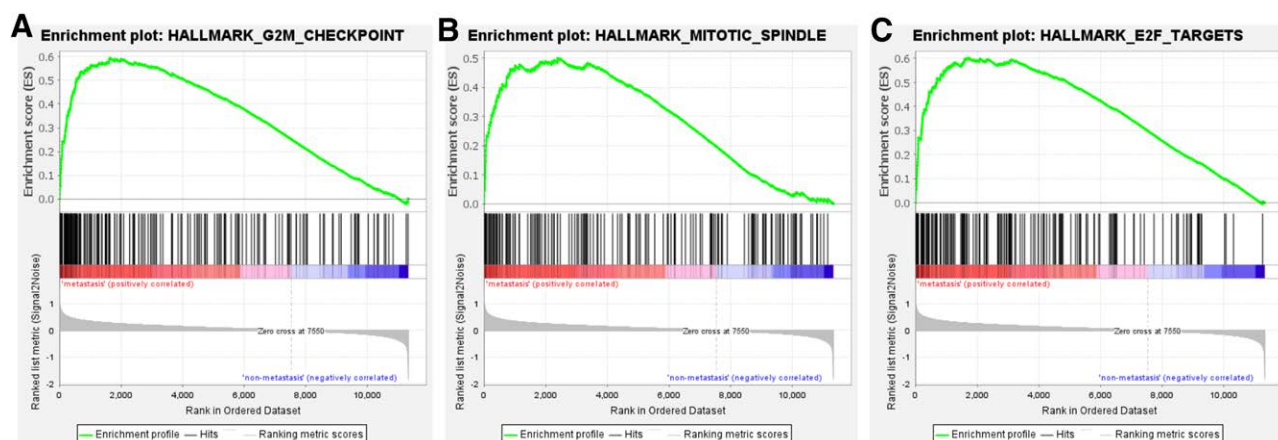 A
Enrichment plot: HALLMARK_G2M_CHECKPOINT
Enrichment score (ES)
0.6
0.5
0.4
0.3
0.2
0.1
0.0
'metastasis' (positively correlated)
Ranked list metric (Signal2Noise)
1
0
-1
-2
Zero cross at 7550
'non-metastasis' (negatively correlated)
0 2,000 4,000 6,000 8,000 10,000
Rank in Ordered Dataset
Enrichment profile Hits Ranking metric scores
B
Enrichment plot: HALLMARK_MITOTIC_SPINDLE
Enrichment score (ES)
0.5
0.4
0.3
0.2
0.1
0.0
'metastasis' (positively correlated)
Ranked list metric (Signal2Noise)
1
0
-1
-2
Zero cross at 7550
'non-metastasis' (negatively correlated)
0 2,000 4,000 6,000 8,000 10,000
Rank in Ordered Dataset
Enrichment profile Hits Ranking metric scores
C
Enrichment plot: HALLMARK_E2F_TARGETS
Enrichment score (ES)
0.6
0.5
0.4
0.3
0.2
0.1
0.0
'metastasis' (positively correlated)
Ranked list metric (Signal2Noise)
1
0
-1
-2
Zero cross at 7550
'non-metastasis' (negatively correlated)
0 2,000 4,000 6,000 8,000 10,000
Rank in Ordered Dataset
Enrichment profile Hits Ranking metric scores